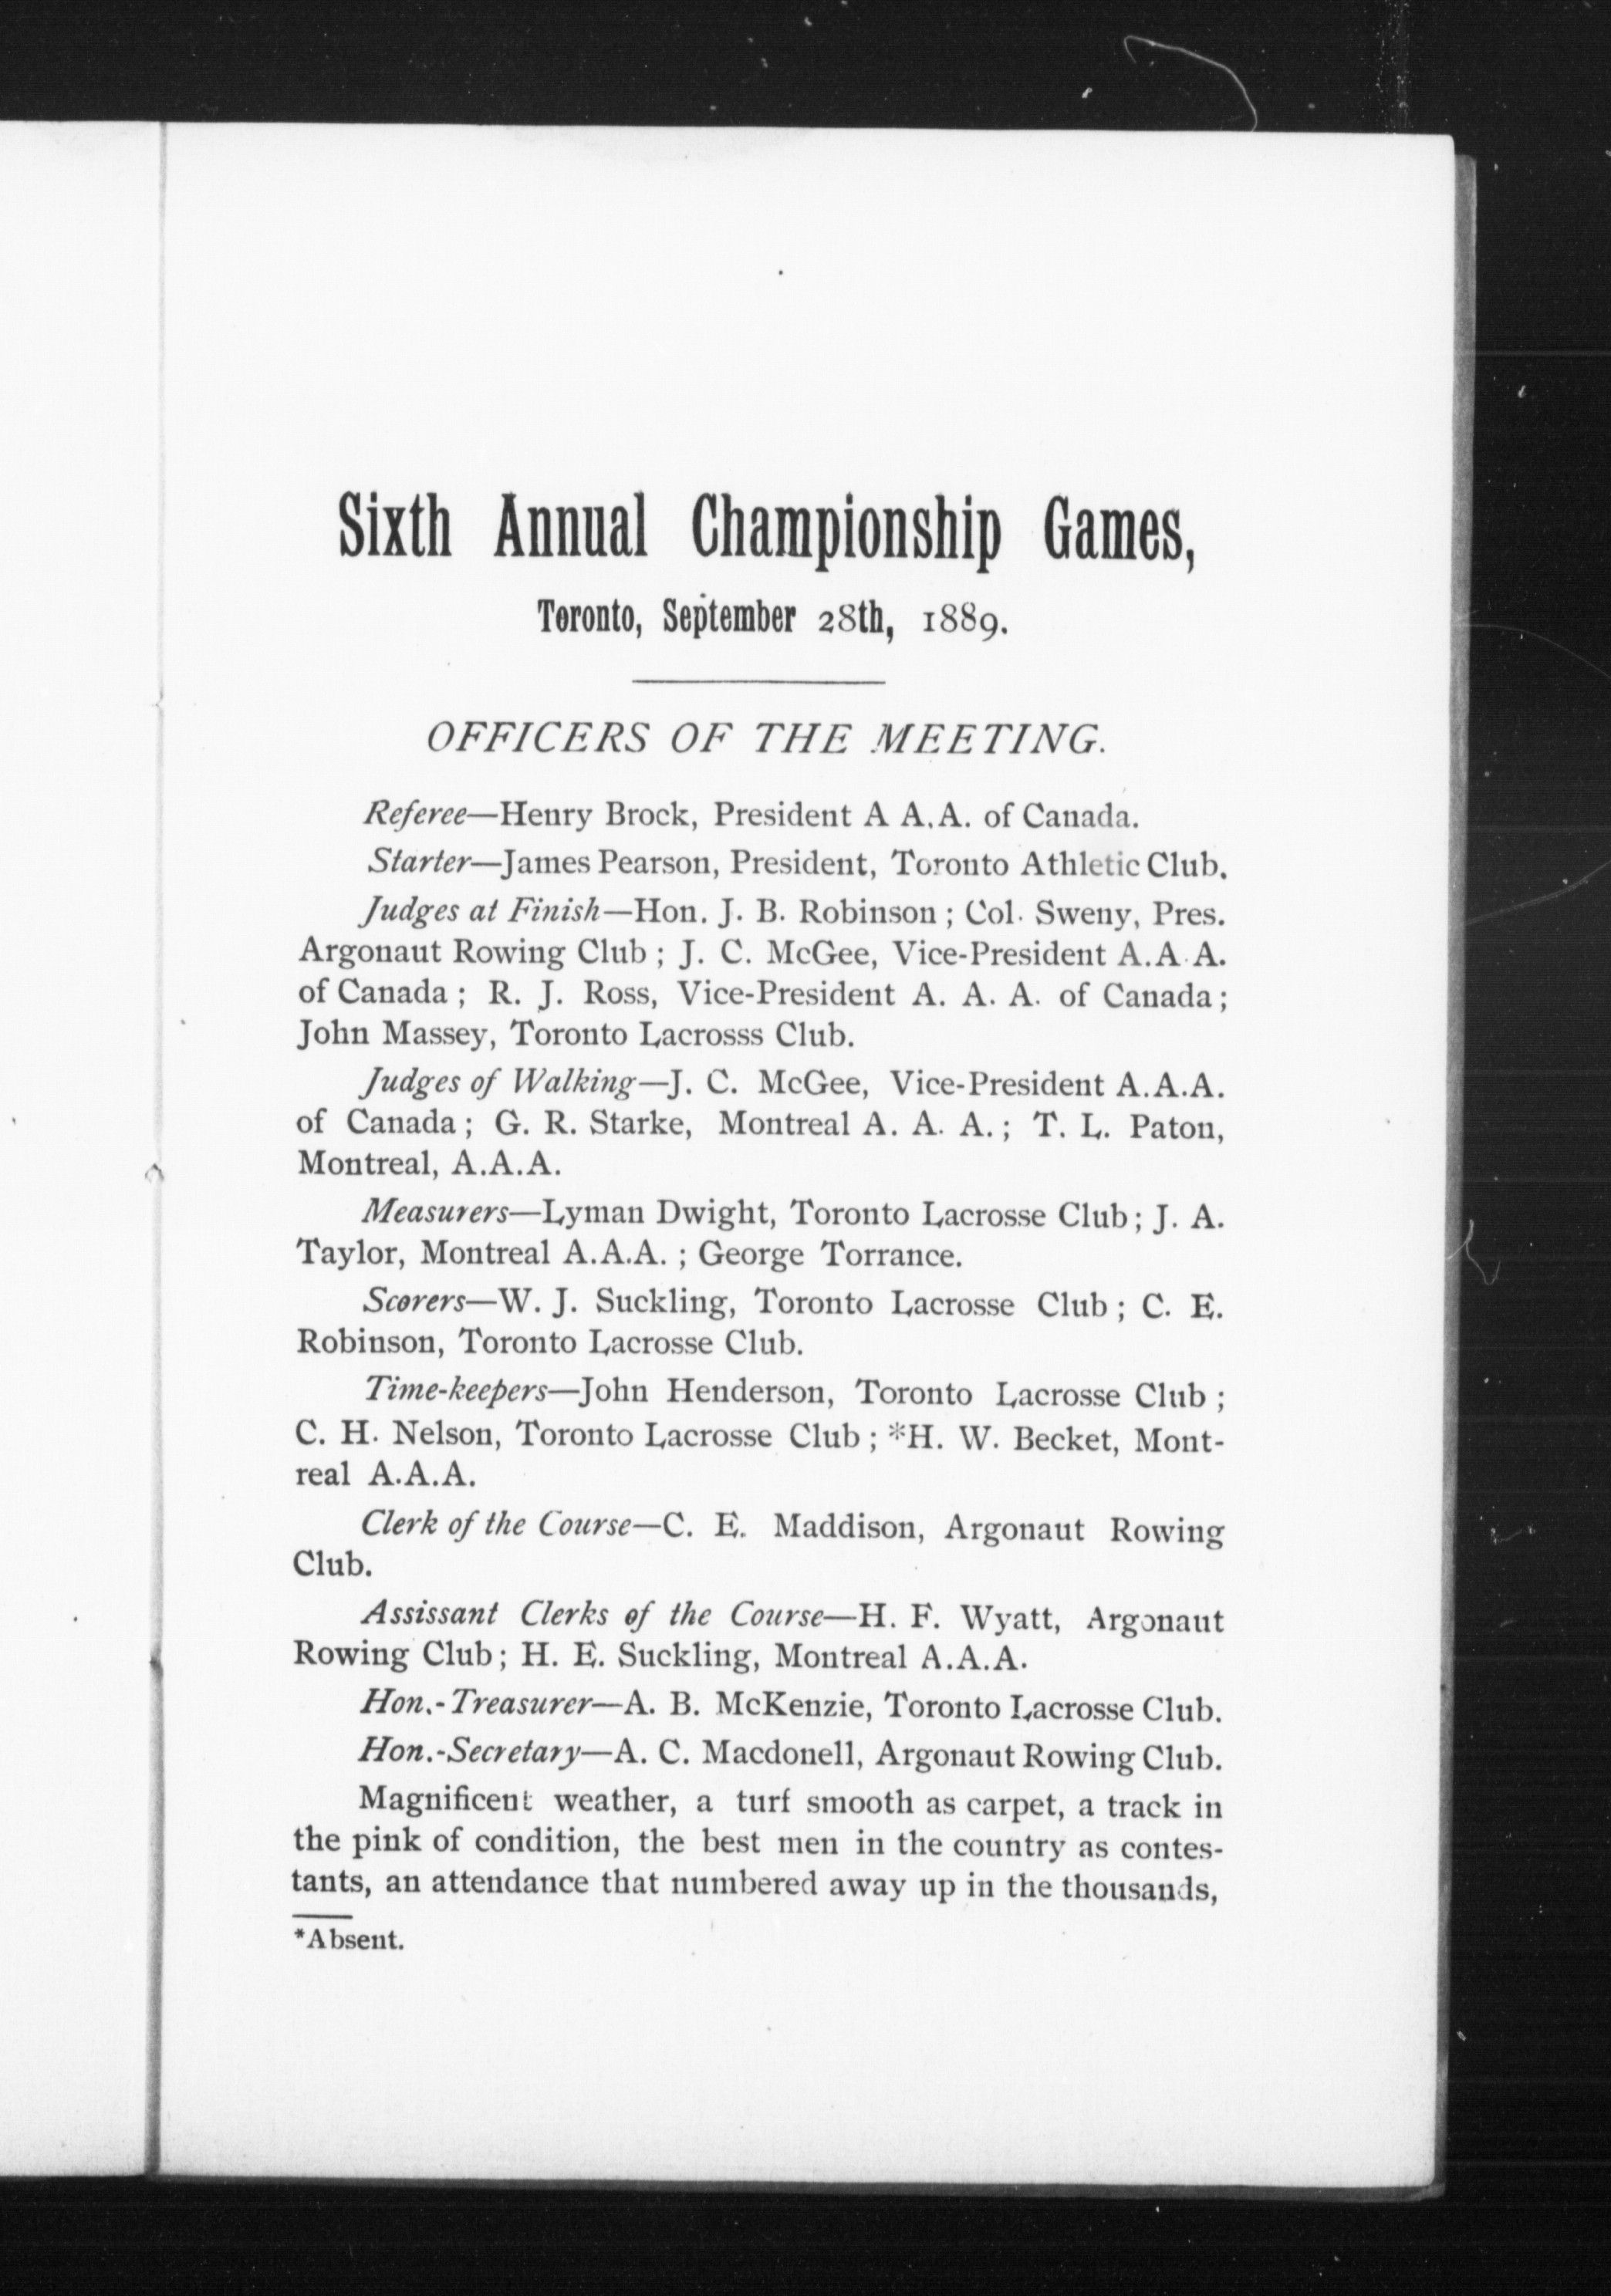 Sixth Annual Championship Games,
Toronto, September 28th, 1889.
OFFICERS OF THE MEETING.
Referee—Henry Brock, President A A.A. of Canada.
Starter—James Pearson, President, Toronto Athletic Club.
Judges at Finish—Hon. J. B. Robinson ; Col. Sweny, Pres.
Argonaut Rowing Club ; J. C. McGee, Vice-President A.A.A.
of Canada ; R. J. Ross, Vice-President A. A. A. of Canada ;
John Massey, Toronto Lacrosss Club.
Judges of Walking—J. C. McGee, Vice-President A.A.A.
of Canada ; G. R. Starke, Montreal A. A. A. ; T. L. Paton,
Montreal, A.A.A.
Measurers—Lyman Dwight, Toronto Lacrosse Club ; J. A.
Taylor, Montreal A.A.A. ; George Torrance.
Scorers—W. J. Suckling, Toronto Lacrosse Club ; C. E.
Robinson, Toronto Lacrosse Club.
Time-keepers—John Henderson, Toronto Lacrosse Club ;
C. H. Nelson, Toronto Lacrosse Club ; *H. W. Becket, Mont-
real A.A.A.
Clerk of the Course—C. E. Maddison, Argonaut Rowing
Club.
Assissant Clerks of the Course—H. F. Wyatt, Argonaut
Rowing Club ; H. E. Suckling, Montreal A.A.A.
Hon.-Treasurer—A. B. McKenzie, Toronto Lacrosse Club.
Hon.-Secretary—A. C. Macdonell, Argonaut Rowing Club.
Magnificent weather, a turf smooth as carpet, a track in
the pink of condition, the best men in the country as contes-
tants, an attendance that numbered away up in the thousands,
*Absent.